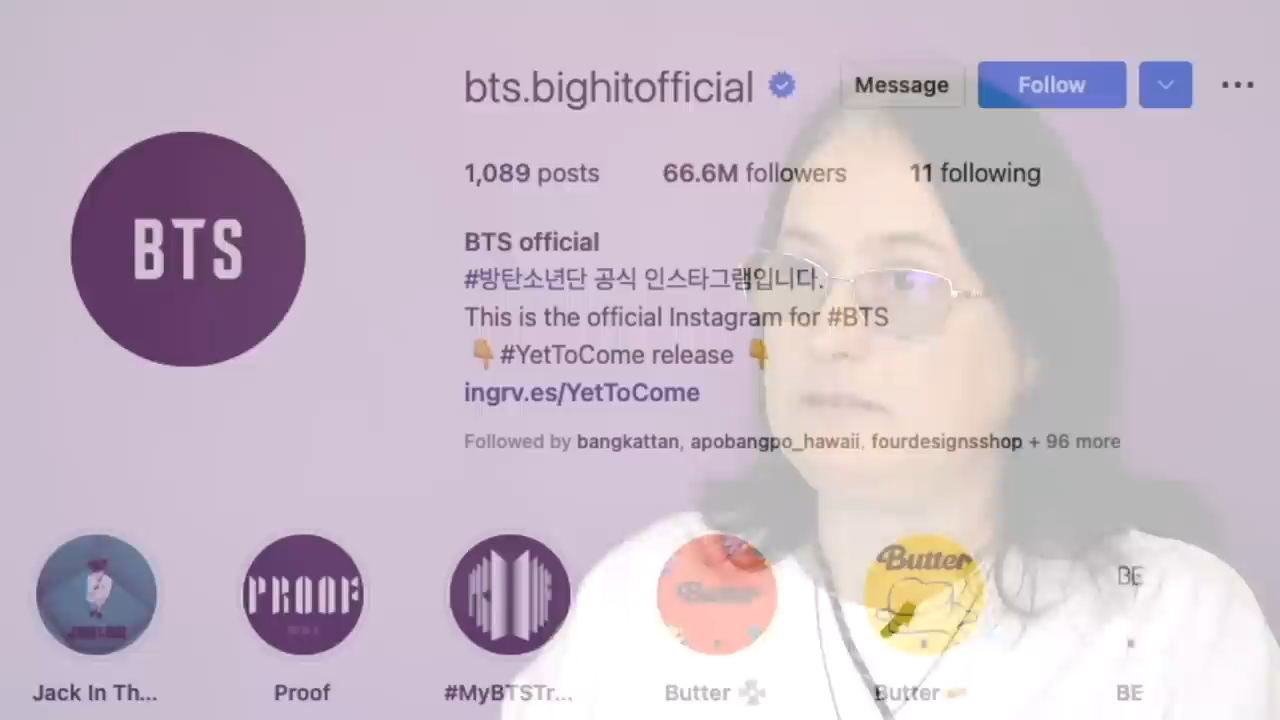 bts.bighitofficial
Message
Follow
1,089 posts
66.6M followers
11 following
BTS
BTS official
#방탄소년단 공식 인스타그램입니다.
This is the official Instagram for #BTS
👇 #YetToCome release 👇
ingrv.es/YetToCome
Followed by bangkattan, apobangpo_hawaii, fourdesignsshop + 96 more
PROOF
Butter
Butter
BE
Jack In Th...
Proof
#MyBTSTr...
Butter
Butter
BE